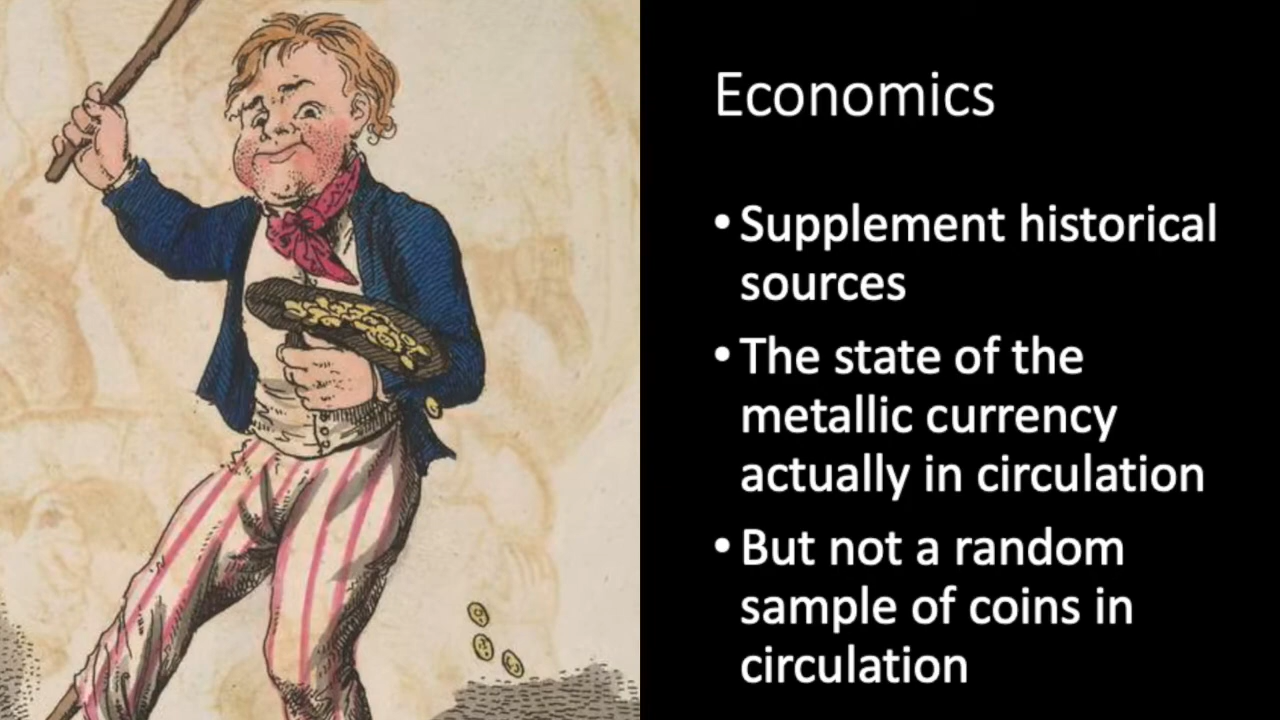 Economics
• Supplement historical
sources
• The state of the
metallic currency
actually in circulation
• But not a random
sample of coins in
circulation